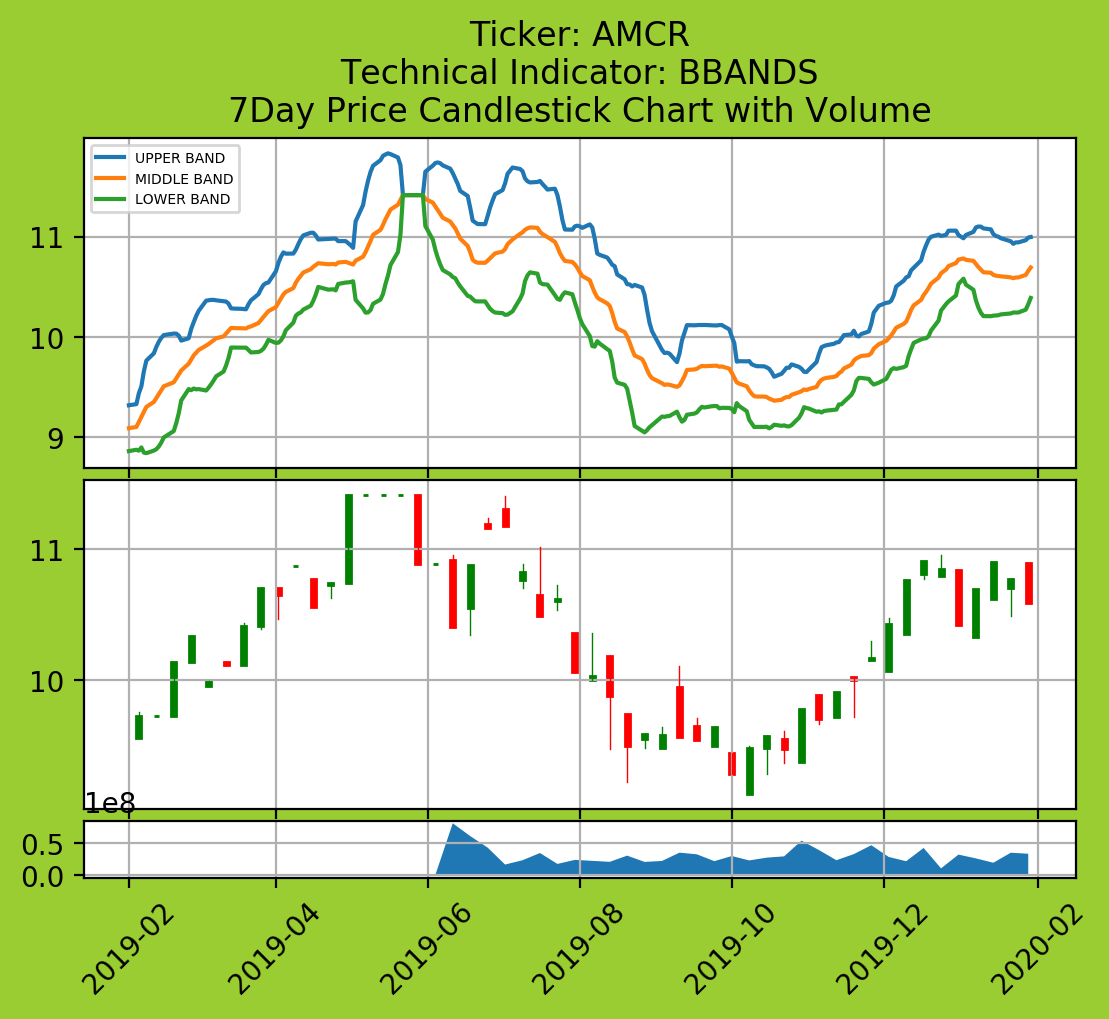 Ticker: AMCR
Technical Indicator: BBANDS
7Day Price Candlestick Chart with Volume
UPPER BAND
MIDDLE BAND
LOWER BAND
11
10
9
11
10
1e8
0.5
0.0
2019-02
2019-04
2019-06
2019-08
2019-10
2019-12
2020-02